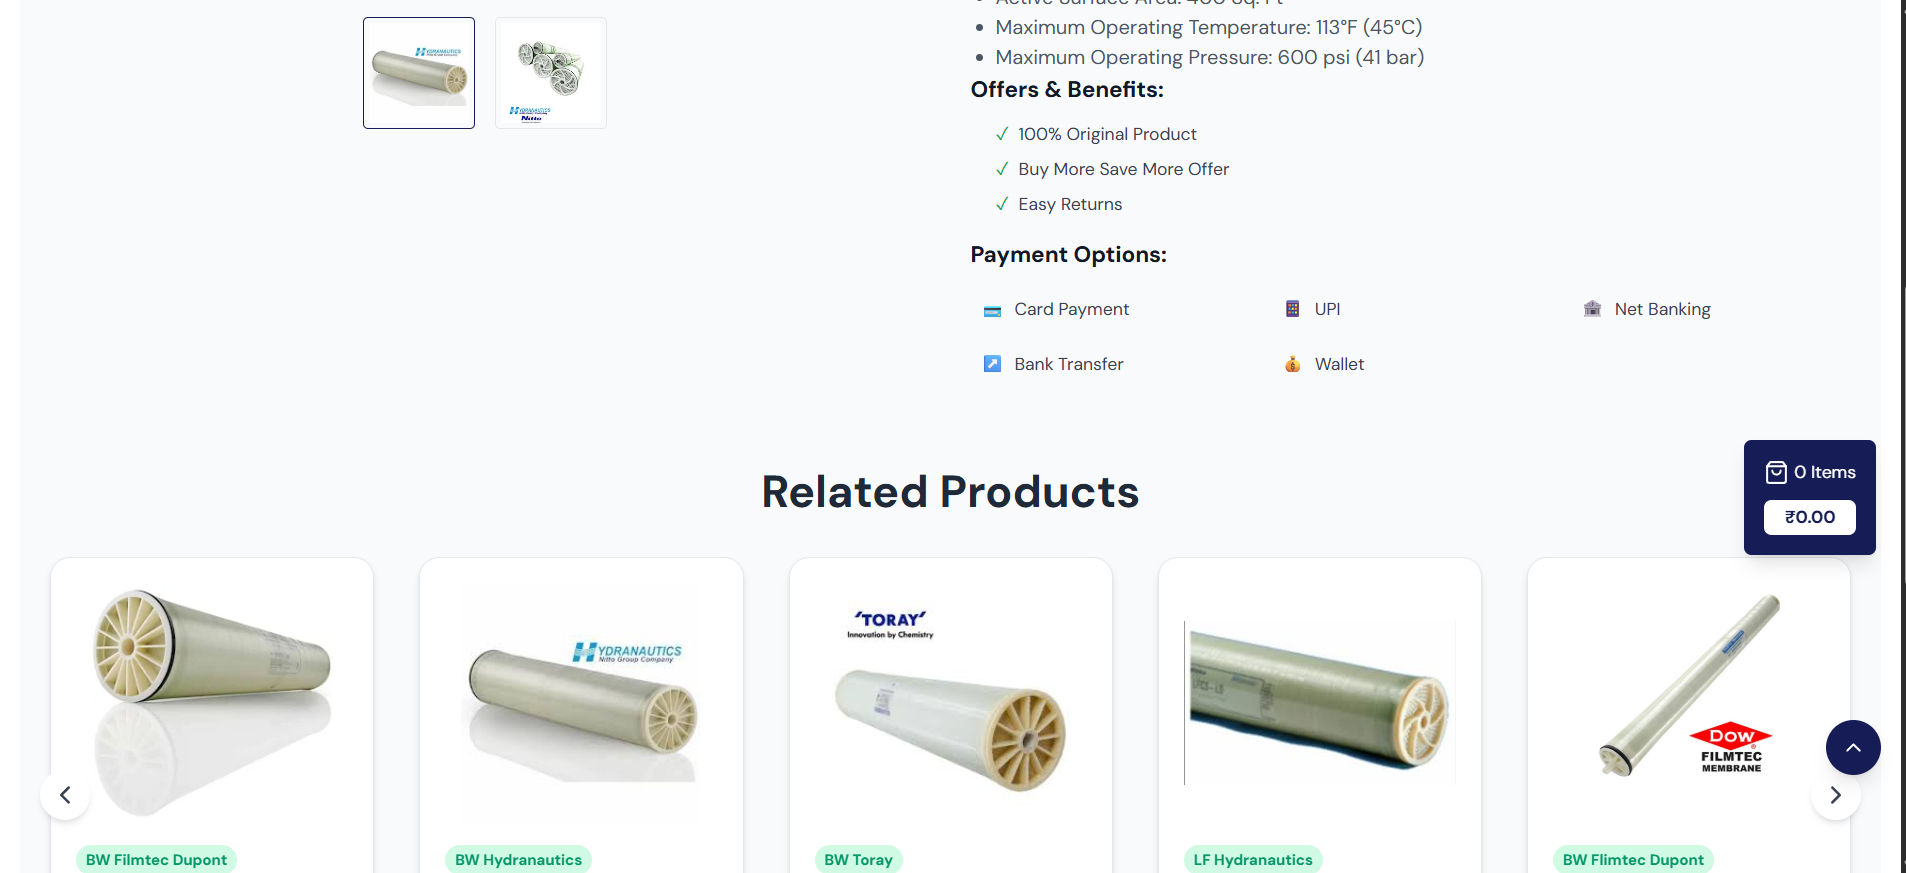 Active Surface Area: 400 Sq. Ft
Maximum Operating Temperature: 113°F (45°C)
Maximum Operating Pressure: 600 psi (41 bar)
HYDRANAUTICS
HYDRANAUTICS
Nitto
Offers & Benefits:
✓ 100% Original Product
✓ Buy More Save More Offer
✓ Easy Returns
Payment Options:
Card Payment
UPI
Net Banking
Bank Transfer
Wallet
0 Items
₹0.00
Related Products
HYDRANAUTICS
Nitto Group Company
'TORAY'
Innovation by Chemistry
DOW
FILMTEC
MEMBRANE
BW Filmtec Dupont
BW Hydranautics
BW Toray
LF Hydranautics
BW Flimtec Dupont